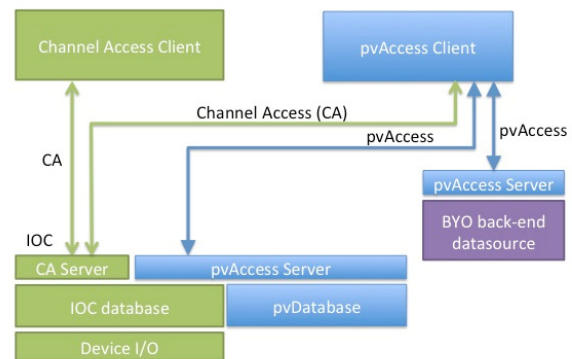 Channel Access Client
pvAccess Client
Channel Access (CA)
pvAccess
pvAccess
CA
pvAccess Server
BYO back-end
datasource
IOC
CA Server
pvAccess Server
IOC database
pvDatabase
Device I/O